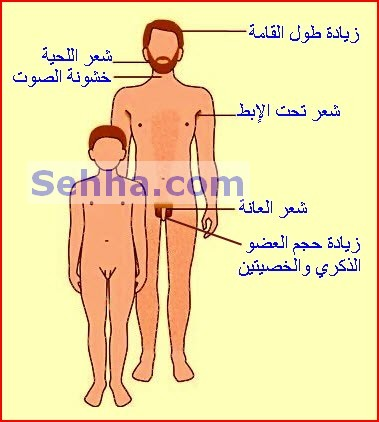 زيادة طول القامة
شعر اللحية
خشونة الصوت
شعر تحت الإبط
Sehha.com
شعر العانة
زيادة حجم العضو
الذكري والخصيتين